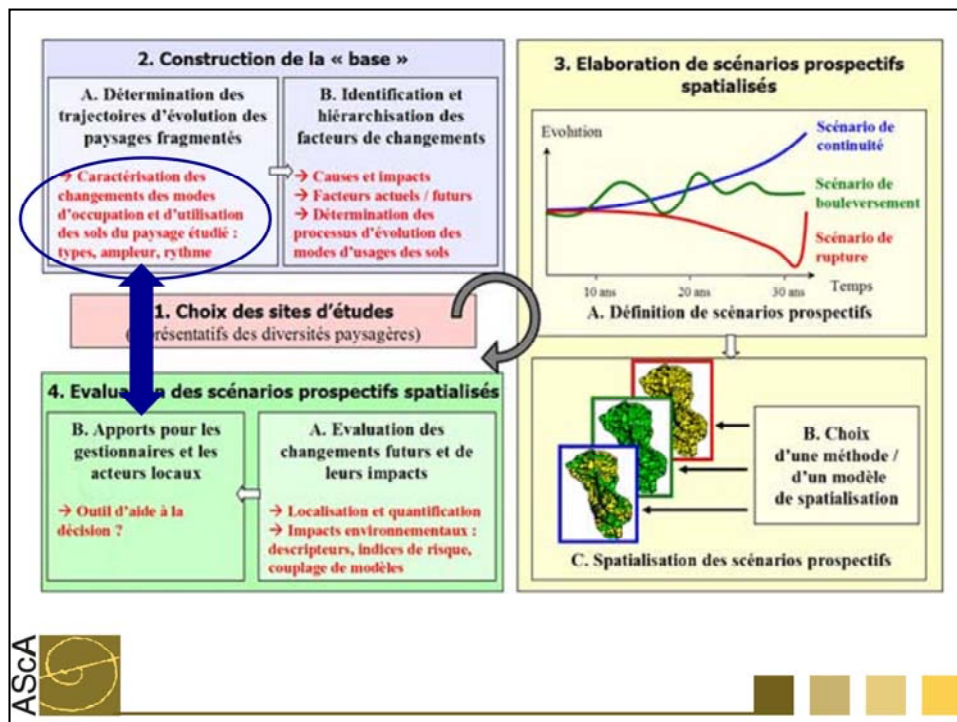 2. Construction de la « base »
A. Détermination des
trajectoires d’évolution des
paysages fragmentés
→ Caractérisation des
changements des modes
d’occupation et d’utilisation
des sols du paysage étudié :
types, ampleur, rythme
B. Identification et
hiérarchisation des
facteurs de changements
→ Causes et impacts
→ Facteurs actuels / futurs
→ Détermination des
processus d’évolution des
modes d’usages des sols
1. Choix des sites d’études
des diversités paysagères)
3. Elaboration de scénarios prospectifs
spatialisés
Evolution
Scénario de
continuité
Scénario de
bouleversement
Scénario de
rupture
10 ans 20 ans 30 ans Temps
A. Définition de scénarios prospectifs
B. Choix
d’une méthode /
d’un modèle
de spatialisation
C. Spatialisation des scénarios prospectifs
4. des scénarios prospectifs spatialisés
B. Apports pour les
gestionnaires et les
acteurs locaux
→ Outil d’aide à la
décision ?
A. Evaluation des
changements futurs et de
leurs impacts
→ Localisation et quantification
→ Impacts environnementaux :
descripteurs, indices de risque,
couplage de modèles
AScA